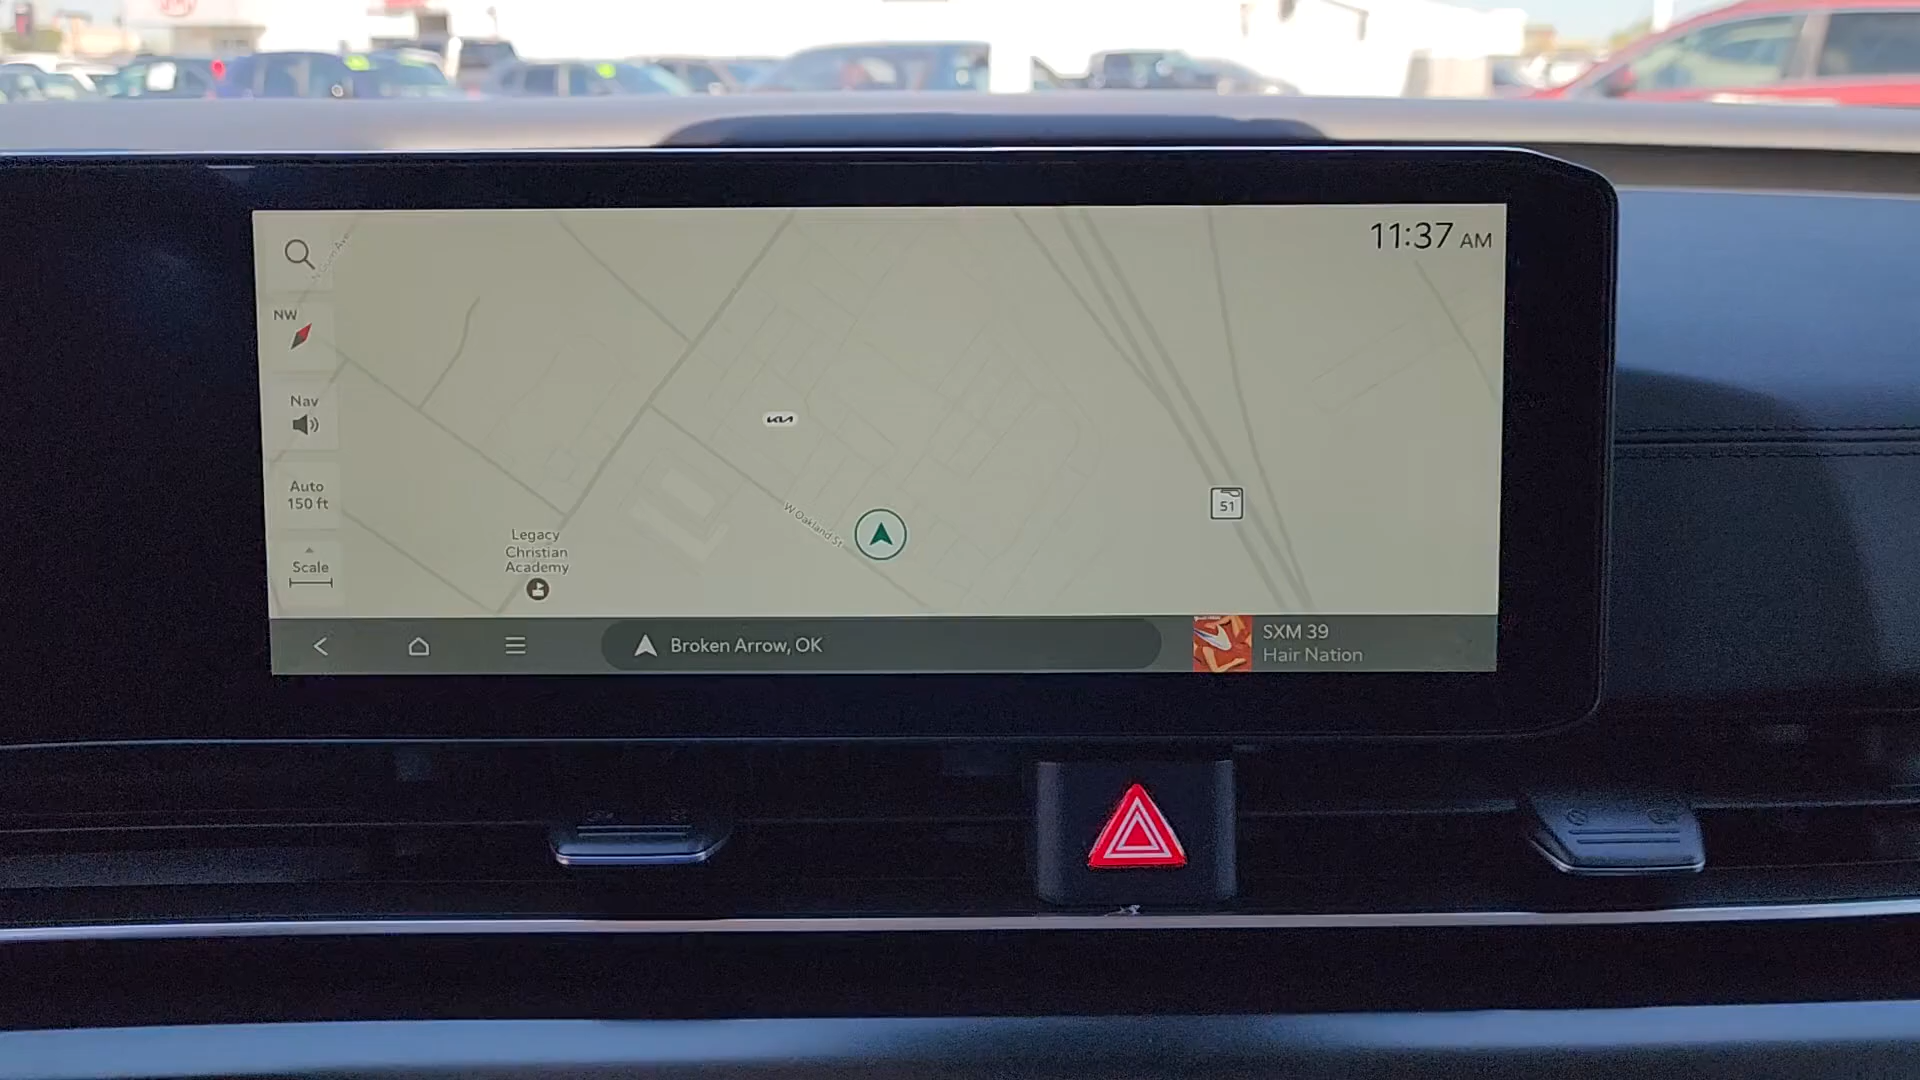 11:37 AM
NW
Nav
Auto
150 ft
Scale
KIA
W Oakland St
51
Legacy
Christian
Academy
Broken Arrow, OK
SXM 39
Hair Nation